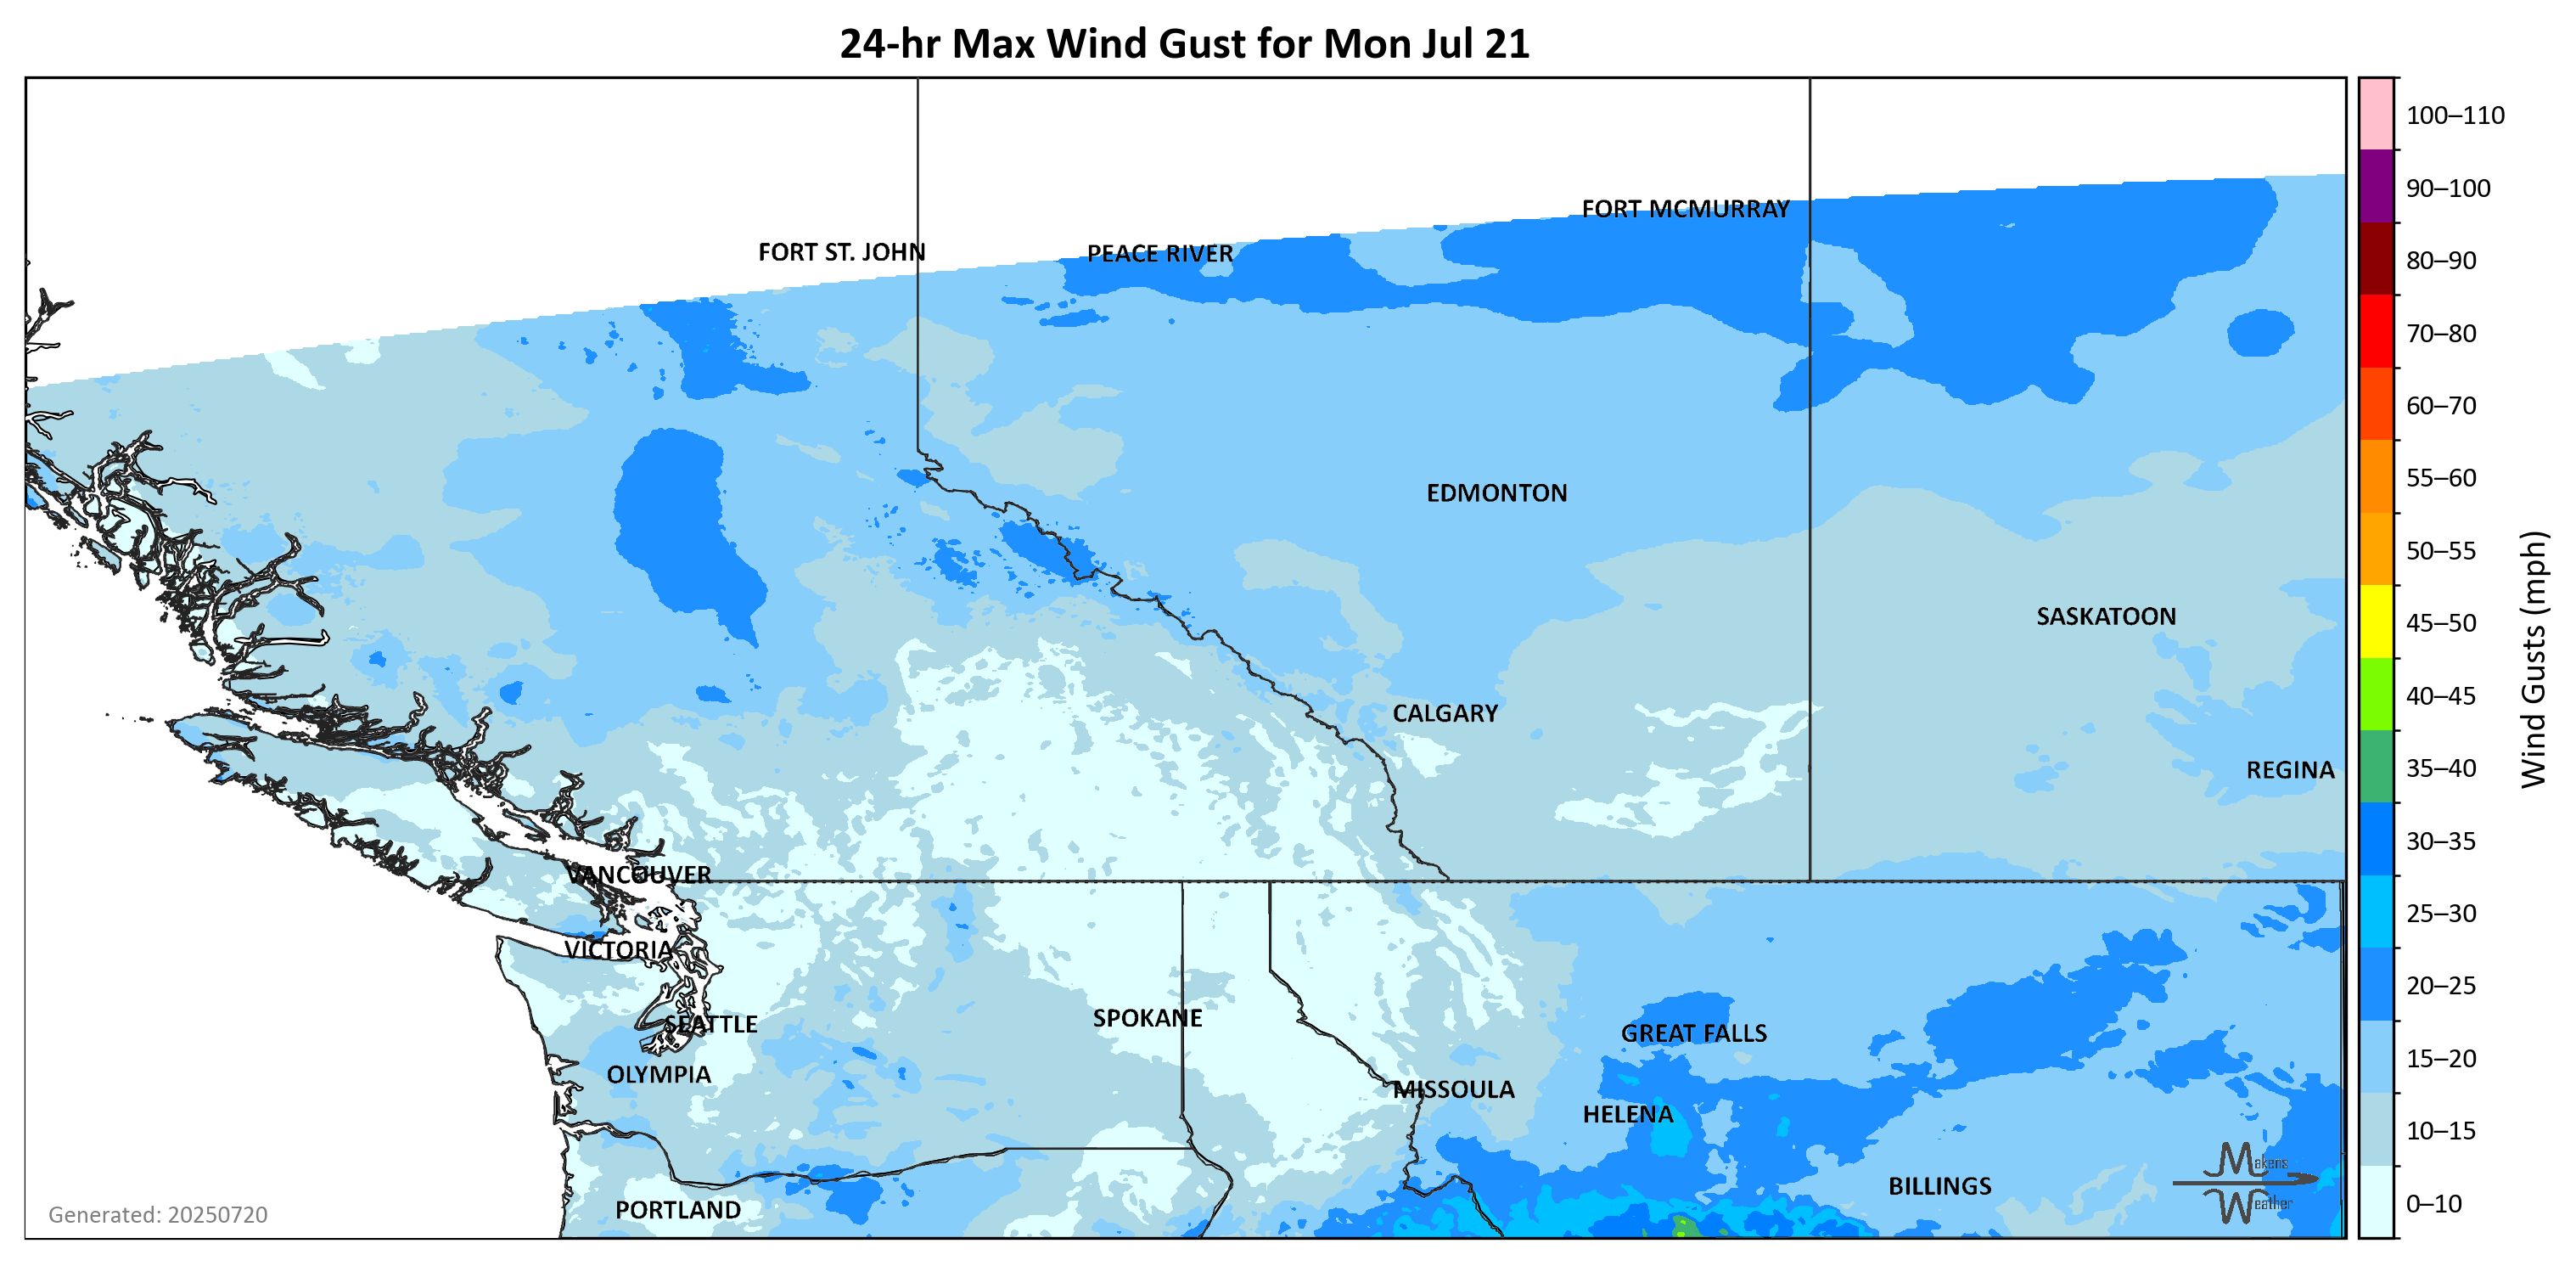 24-hr Max Wind Gust for Mon Jul 21
100–110
90–100
80–90
70–80
60–70
55–60
50–55
45–50
40–45
35–40
30–35
25–30
20–25
15–20
10–15
0–10
Wind Gusts (mph)
FORT MCMURRAY
FORT ST. JOHN
PEACE RIVER
EDMONTON
SASKATOON
CALGARY
REGINA
VANCOUVER
VICTORIA
SEATTLE
SPOKANE
GREAT FALLS
OLYMPIA
MISSOULA
HELENA
BILLINGS
PORTLAND
Makens
Weather
Generated: 20250720